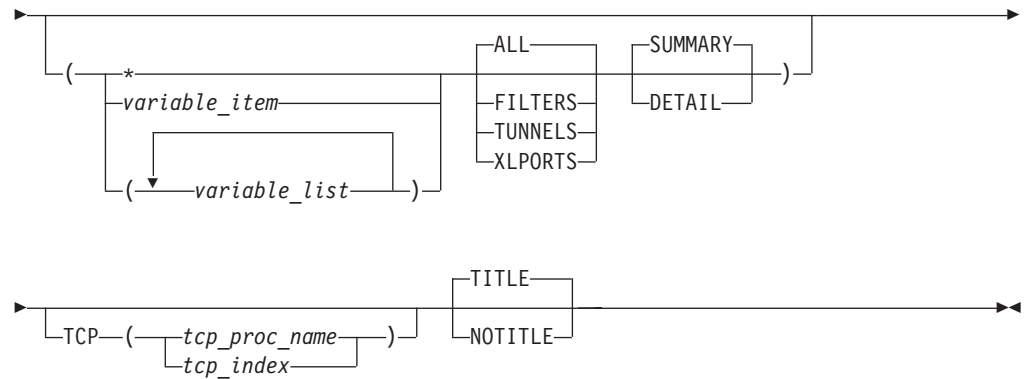 ALL SUMMARY
( * )
variable_item FILTERS DETAIL
TUNNELS
XLPORTS
( variable_list )
TITLE
TCP ( tcp_proc_name ) NOTITLE
tcp_index